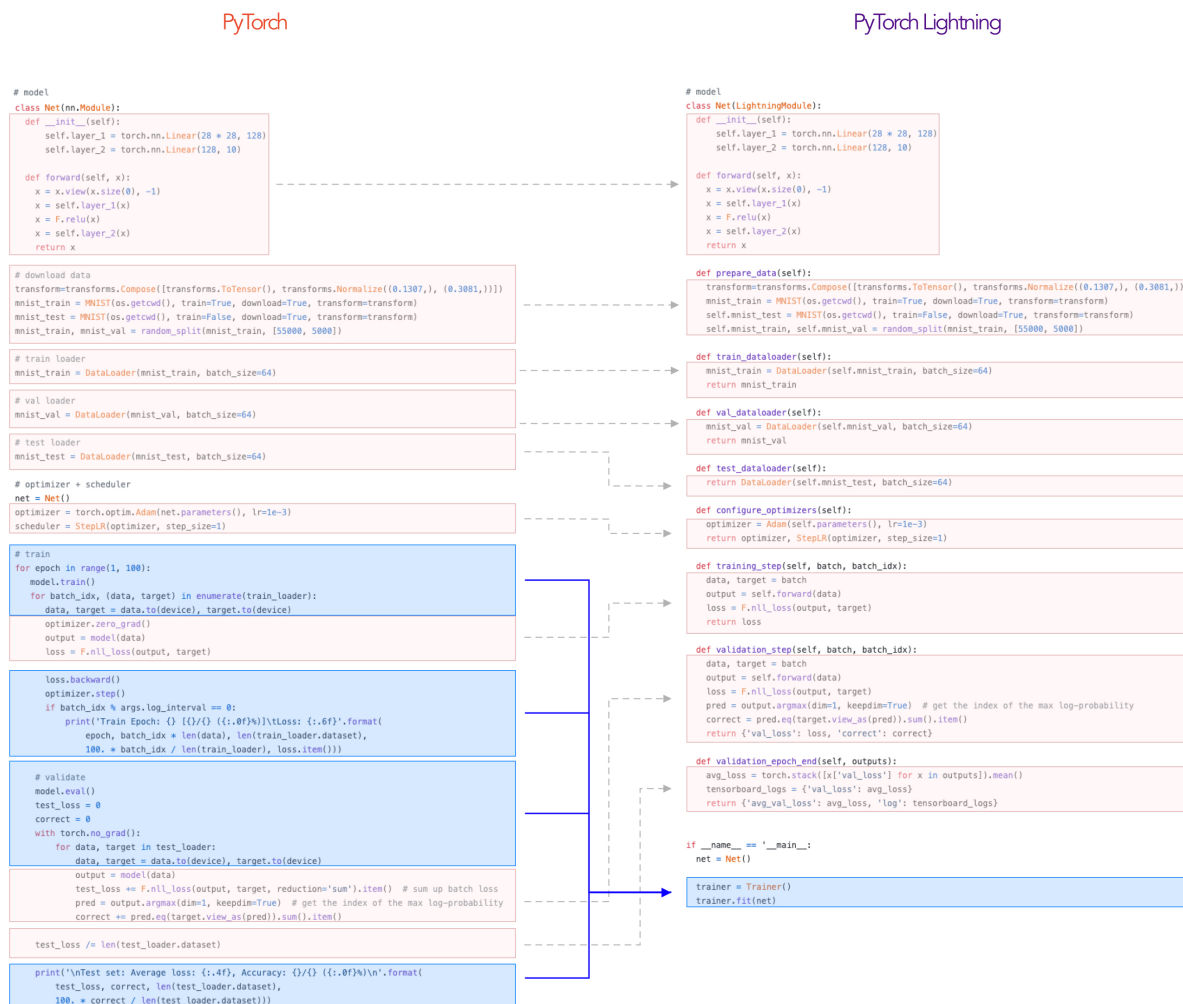 PyTorch
# model
class Net(nn.Module):
def __init__(self):
self.layer_1 = torch.nn.Linear(28 * 28, 128)
self.layer_2 = torch.nn.Linear(128, 10)
def forward(self, x):
x = x.view(x.size(0), -1)
x = self.layer_1(x)
x = F.relu(x)
x = self.layer_2(x)
return x
# download data
transform=transforms.Compose([transforms.ToTensor(), transforms.Normalize((0.1307,), (0.3081,))])
mnist_train = MNIST(os.getcwd(), train=True, download=True, transform=transform)
mnist_test = MNIST(os.getcwd(), train=False, download=True, transform=transform)
mnist_train, mnist_val = random_split(mnist_train, [55000, 5000])
# train loader
mnist_train = DataLoader(mnist_train, batch_size=64)
# val loader
mnist_val = DataLoader(mnist_val, batch_size=64)
# test loader
mnist_test = DataLoader(mnist_test, batch_size=64)
# optimizer + scheduler
net = Net()
optimizer = torch.optim.Adam(net.parameters(), lr=1e-3)
scheduler = StepLR(optimizer, step_size=1)
# train
for epoch in range(1, 100):
model.train()
for batch_idx, (data, target) in enumerate(train_loader):
data, target = data.to(device), target.to(device)
optimizer.zero_grad()
output = model(data)
loss = F.nll_loss(output, target)
loss.backward()
optimizer.step()
if batch_idx % args.log_interval == 0:
print('Train Epoch: {} [{}/{} ({:.0f}%)]\tLoss: {:.6f}'.format(
epoch, batch_idx * len(data), len(train_loader.dataset),
100. * batch_idx / len(train_loader), loss.item()))
# validate
model.eval()
test_loss = 0
correct = 0
with torch.no_grad():
for data, target in test_loader:
data, target = data.to(device), target.to(device)
output = model(data)
test_loss += F.nll_loss(output, target, reduction='sum').item()  # sum up batch loss
pred = output.argmax(dim=1, keepdim=True)  # get the index of the max log-probability
correct += pred.eq(target.view_as(pred)).sum().item()
test_loss /= len(test_loader.dataset)
print('\nTest set: Average loss: {:.4f}, Accuracy: {}/{} ({:.0f}%)\n'.format(
test_loss, correct, len(test_loader.dataset),
100. * correct / len(test_loader.dataset)))
PyTorch Lightning
# model
class Net(LightningModule):
def __init__(self):
self.layer_1 = torch.nn.Linear(28 * 28, 128)
self.layer_2 = torch.nn.Linear(128, 10)
def forward(self, x):
x = x.view(x.size(0), -1)
x = self.layer_1(x)
x = F.relu(x)
x = self.layer_2(x)
return x
def prepare_data(self):
transform=transforms.Compose([transforms.ToTensor(), transforms.Normalize((0.1307,), (0.3081,))
mnist_train = MNIST(os.getcwd(), train=True, download=True, transform=transform)
self.mnist_test = MNIST(os.getcwd(), train=False, download=True, transform=transform)
self.mnist_train, self.mnist_val = random_split(mnist_train, [55000, 5000])
def train_dataloader(self):
mnist_train = DataLoader(self.mnist_train, batch_size=64)
return mnist_train
def val_dataloader(self):
mnist_val = DataLoader(self.mnist_val, batch_size=64)
return mnist_val
def test_dataloader(self):
return DataLoader(self.mnist_test, batch_size=64)
def configure_optimizers(self):
optimizer = Adam(self.parameters(), lr=1e-3)
return optimizer, StepLR(optimizer, step_size=1)
def training_step(self, batch, batch_idx):
data, target = batch
output = self.forward(data)
loss = F.nll_loss(output, target)
return loss
def validation_step(self, batch, batch_idx):
data, target = batch
output = self.forward(data)
loss = F.nll_loss(output, target)
pred = output.argmax(dim=1, keepdim=True)  # get the index of the max log-probability
correct = pred.eq(target.view_as(pred)).sum().item()
return {'val_loss': loss, 'correct': correct}
def validation_epoch_end(self, outputs):
avg_loss = torch.stack([x['val_loss'] for x in outputs]).mean()
tensorboard_logs = {'val_loss': avg_loss}
return {'avg_val_loss': avg_loss, 'log': tensorboard_logs}
if __name__ == '__main__:
net = Net()
trainer = Trainer()
trainer.fit(net)